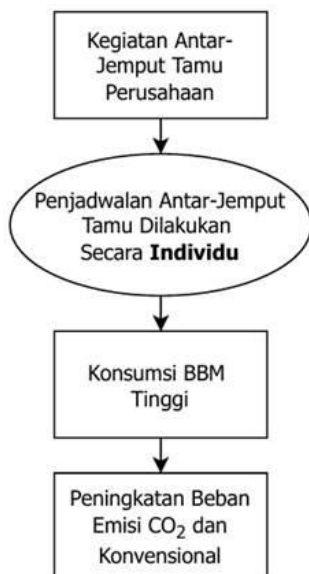 Kegiatan Antar-
Jemput Tamu
Perusahaan
Penjadwalan Antar-Jemput
Tamu Dilakukan
Secara Individu
Konsumsi BBM
Tinggi
Peningkatan Beban
Emisi CO₂ dan
Konvensional